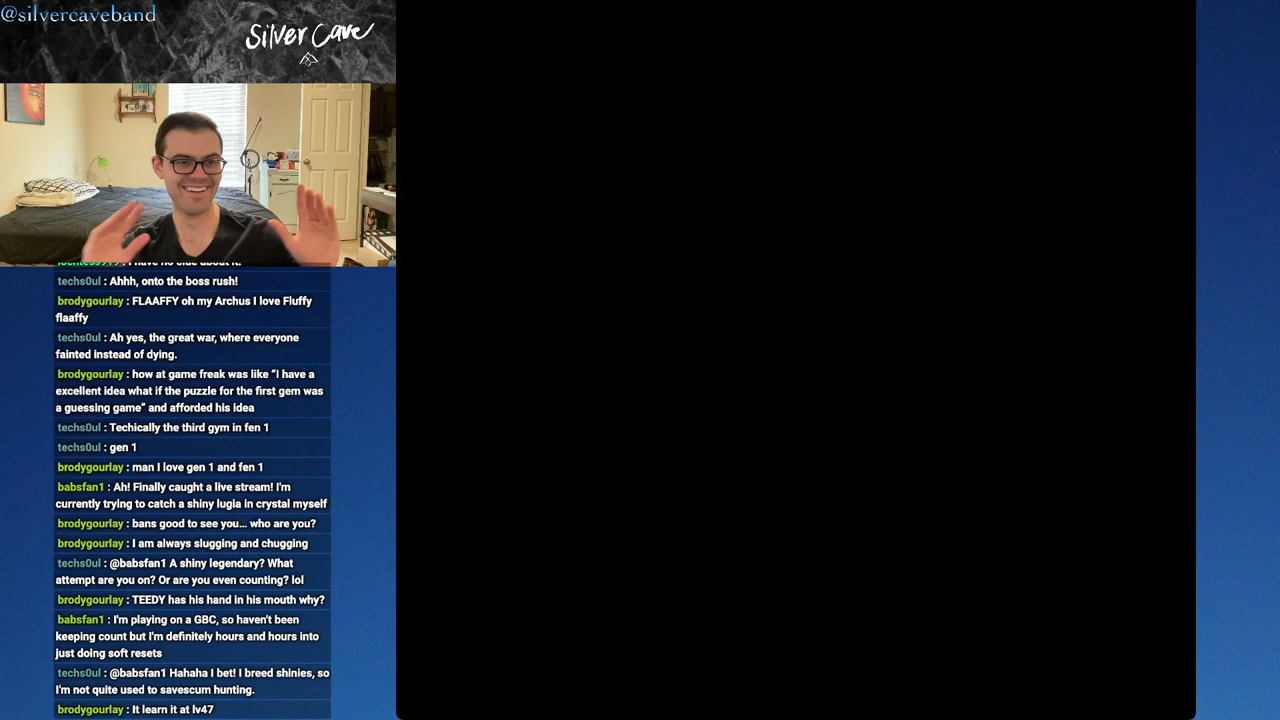 @silvercaveband
Silver Cave
lochtess919 : I have no clue about it.
techs0ul : Ahhh, onto the boss rush!
brodygourlay : FLAAFFY oh my Archus I love Fluffy
flaaffy
techs0ul : Ah yes, the great war, where everyone
fainted instead of dying.
brodygourlay : how at game freak was like “I have a
excellent idea what if the puzzle for the first gem was
a guessing game” and afforded his idea
techs0ul : Techically the third gym in fen 1
techs0ul : gen 1
brodygourlay : man I love gen 1 and fen 1
babsfan1 : Ah! Finally caught a live stream! I'm
currently trying to catch a shiny lugia in crystal myself
brodygourlay : bans good to see you... who are you?
brodygourlay : I am always slugging and chugging
techs0ul : @babsfan1 A shiny legendary? What
attempt are you on? Or are you even counting? lol
brodygourlay : TEEDY has his hand in his mouth why?
babsfan1 : I'm playing on a GBC, so haven't been
keeping count but I'm definitely hours and hours into
just doing soft resets
techs0ul : @babsfan1 Hahaha I bet! I breed shinies, so
I'm not quite used to savescum hunting.
brodygourlay : It learn it at lv47